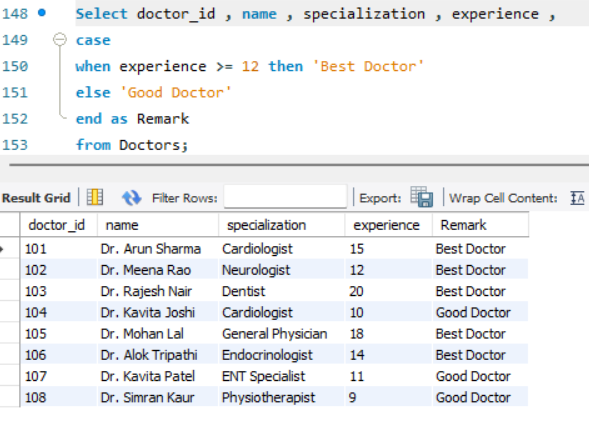 148 Select doctor_id , name , specialization , experience ,
149 case
150 when experience >= 12 then 'Best Doctor'
151 else 'Good Doctor'
152 end as Remark
153 from Doctors;
Result Grid Filter Rows: Export: Wrap Cell Content: IA
doctor_id name specialization experience Remark
101 Dr. Arun Sharma Cardiologist 15 Best Doctor
102 Dr. Meena Rao Neurologist 12 Best Doctor
103 Dr. Rajesh Nair Dentist 20 Best Doctor
104 Dr. Kavita Joshi Cardiologist 10 Good Doctor
105 Dr. Mohan Lal General Physician 18 Best Doctor
106 Dr. Alok Tripathi Endocrinologist 14 Best Doctor
107 Dr. Kavita Patel ENT Specialist 11 Good Doctor
108 Dr. Simran Kaur Physiotherapist 9 Good Doctor